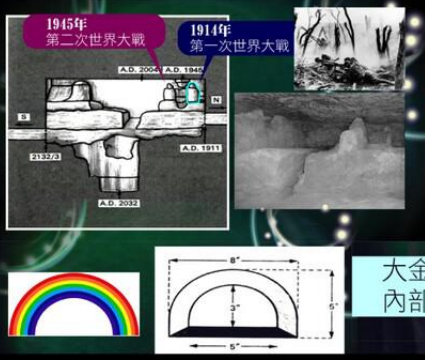 1945年
第二次世界大戰
1914年
第一次世界大戰
A.D. 2004
A.D. 1945
N
S
2132/3
A.D. 1911
A.D. 2032
8"
3"
5"
5"
大金
內部